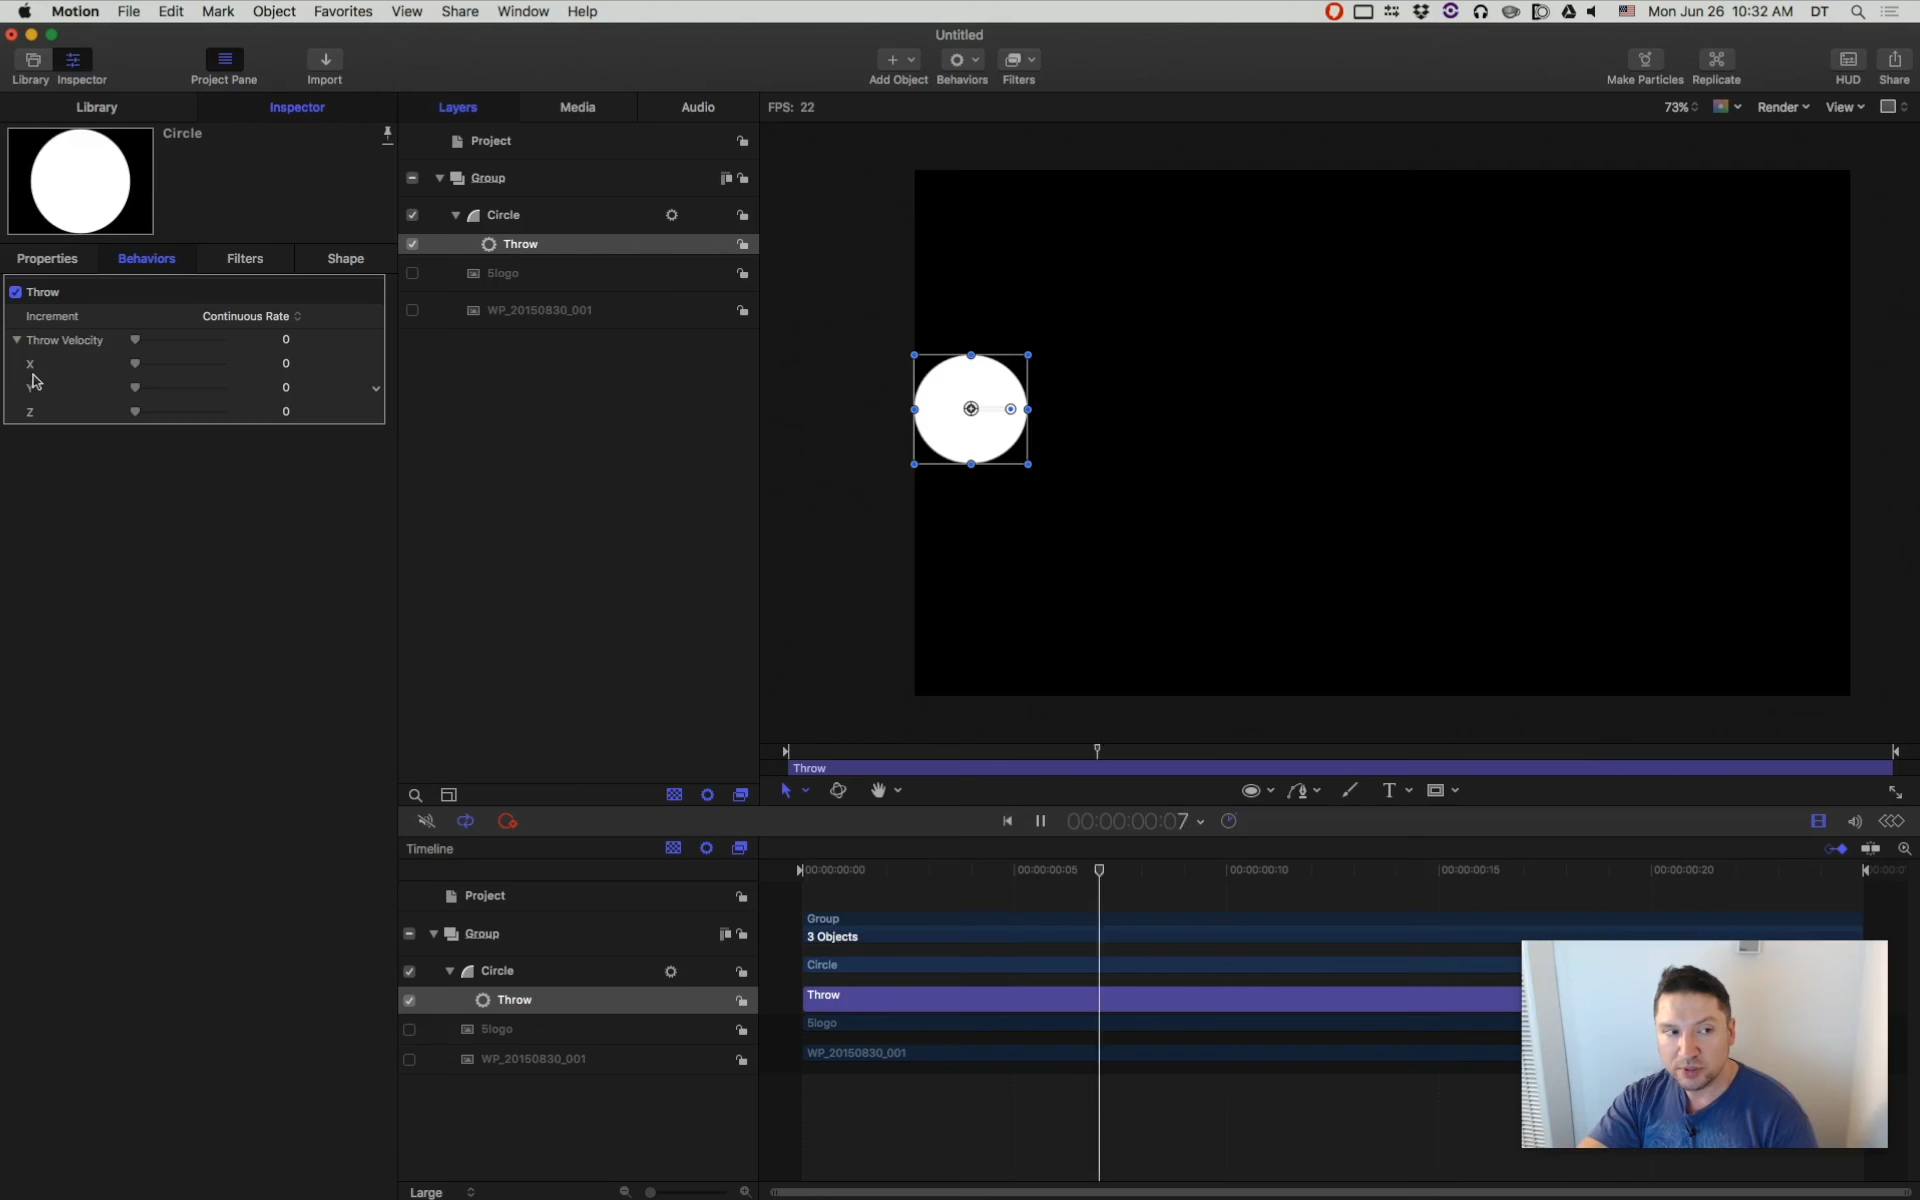 Motion File Edit Mark Object Favorites View Share Window Help Mon Jun 26 10:32 AM DT
Untitled
Library Inspector Project Pane Import Add Object Behaviors Filters Make Particles Replicate HUD Share
Library Inspector Layers Media Audio FPS: 22 73% Render View
Circle
Project
Group
Circle
Throw
5logo
WP_20150830_001
Properties Behaviors Filters Shape
Throw
Increment Continuous Rate
Throw Velocity 0
X 0
Y 0
Z 0
Throw
T
00:00:00:07
Timeline
00:00:00:00 00:00:00:05 00:00:00:10 00:00:00:15 00:00:00:20
Project
Group
Circle
Throw
5logo
WP_20150830_001
Group
3 Objects
Circle
Throw
5logo
WP_20150830_001
Large